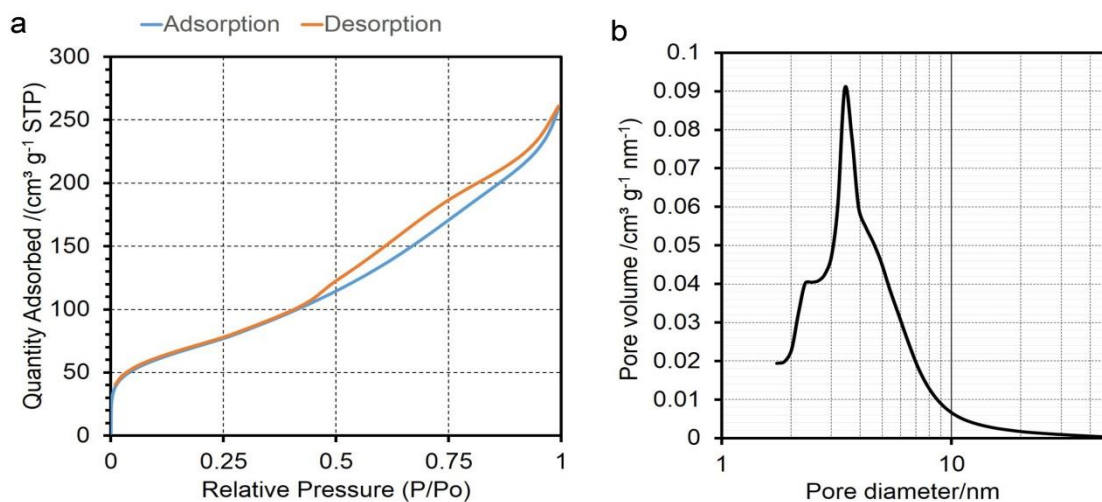 a
Adsorption Desorption
300
250
200
150
100
50
0
Quantity Adsorbed /(cm³ g⁻¹ STP)
0 0.25 0.5 0.75 1
Relative Pressure (P/Po)
b
0.1
0.09
0.08
0.07
0.06
0.05
0.04
0.03
0.02
0.01
0
Pore volume /cm³ g⁻¹ nm⁻¹)
1 10
Pore diameter/nm